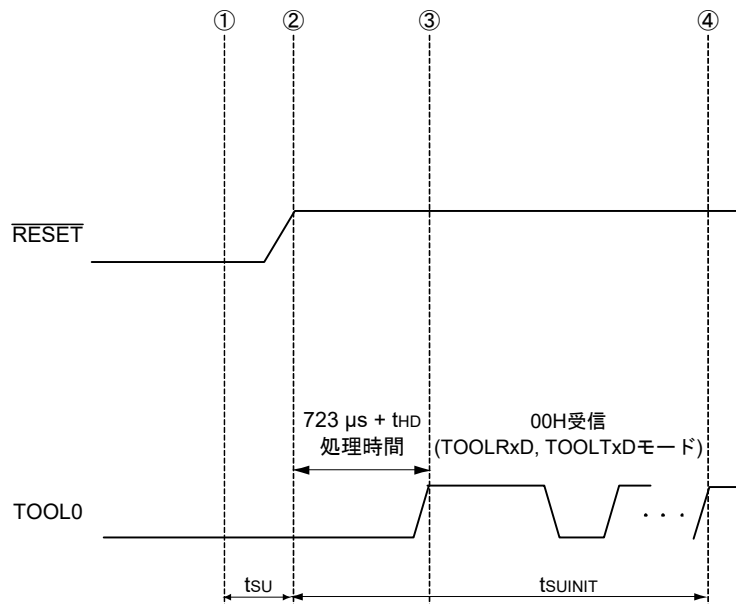 ① ② ③ ④
RESET
723 µs + tHD
処理時間
00H受信
(TOOLRxD, TOOLTxDモード)
TOOL0
. . .
tSU
tSUINIT